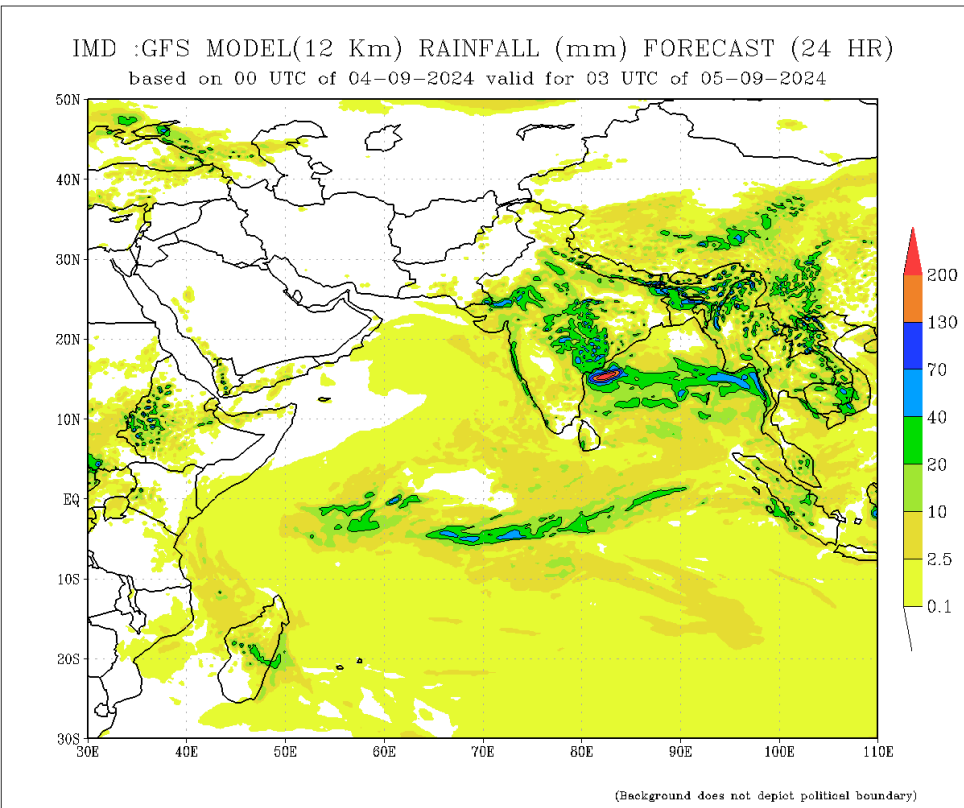 IMD :GFS MODEL(12 Km) RAINFALL (mm) FORECAST (24 HR)
based on 00 UTC of 04-09-2024 valid for 03 UTC of 05-09-2024
50N
40N
30N
20N
10N
EQ
10S
20S
30S
30E 40E 50E 60E 70E 80E 90E 100E 110E
200
130
70
40
20
10
2.5
0.1
(Background does not depict political boundary)